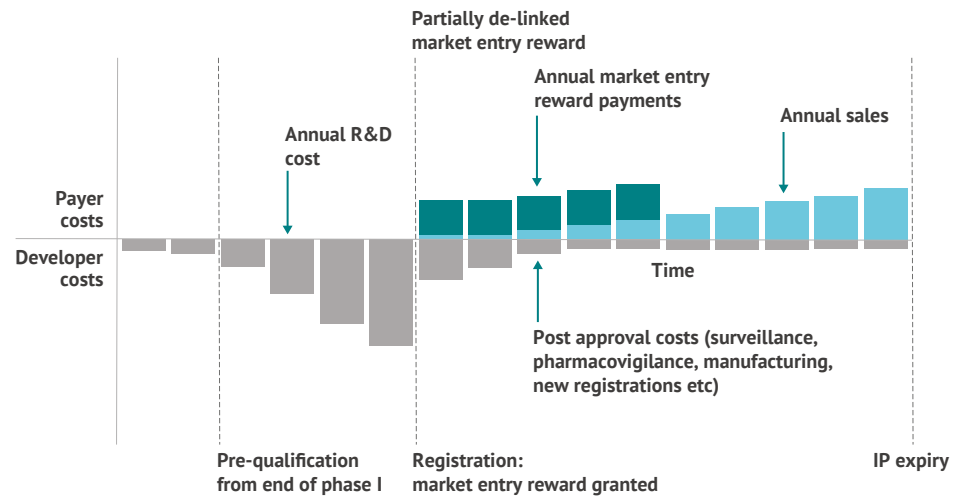 Partially de-linked
market entry reward
Annual market entry
reward payments
Annual sales
Annual R&D
cost
Payer
costs
Developer
costs
Time
Post approval costs (surveillance,
pharmacovigilance, manufacturing,
new registrations etc)
Pre-qualification
from end of phase I
Registration:
market entry reward granted
IP expiry